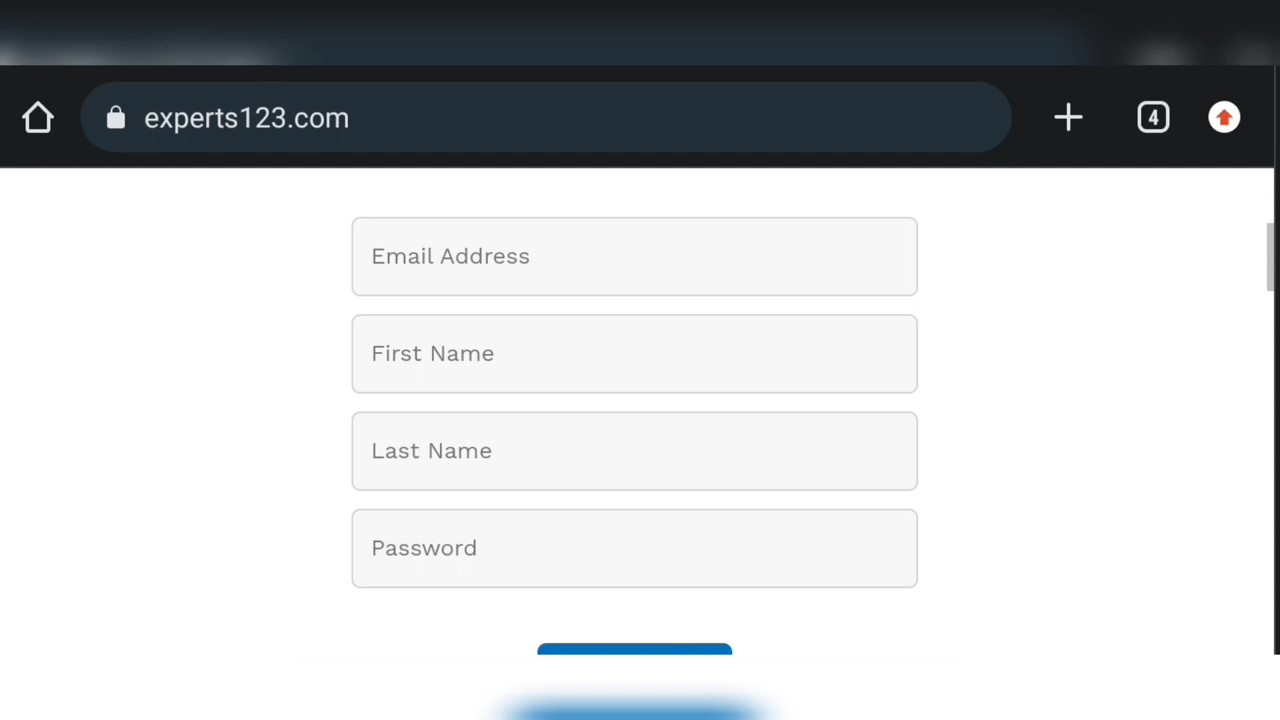 experts123.com
4
Email Address
First Name
Last Name
Password